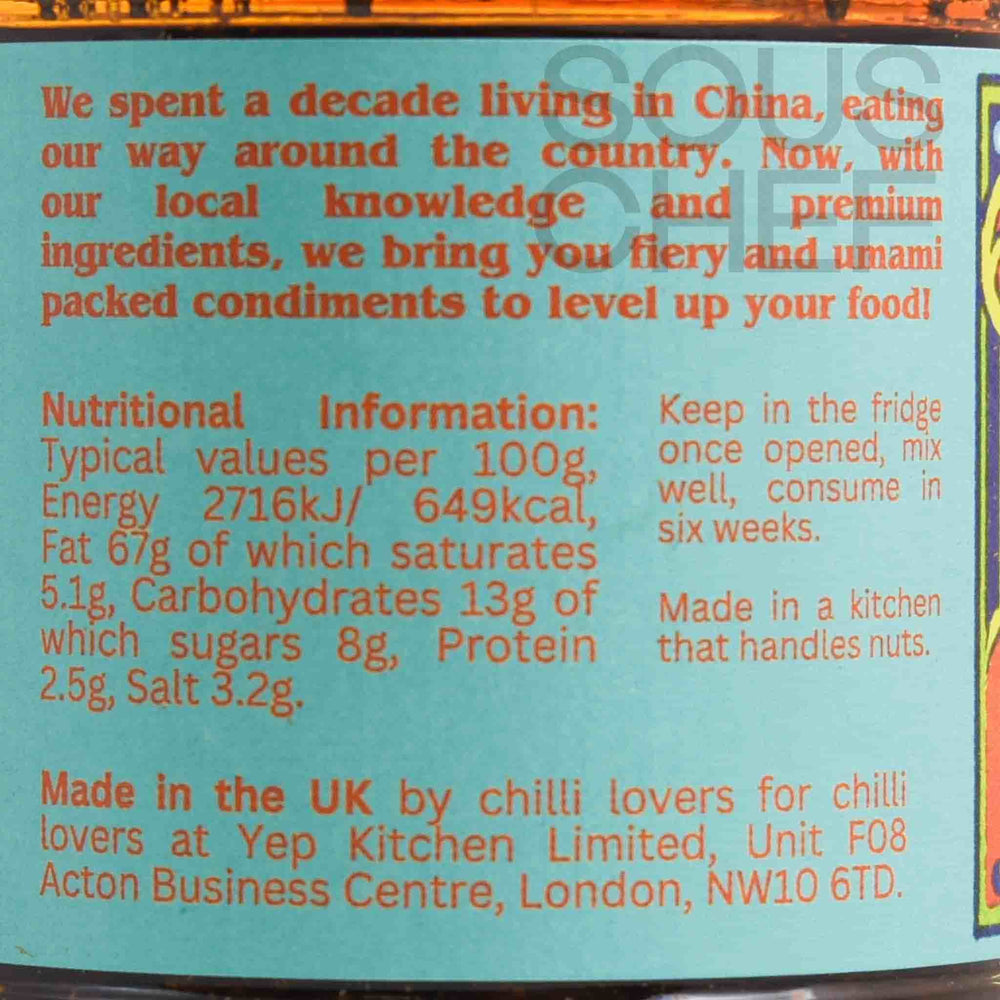 SOUS
CHEF
We spent a decade living in China, eating
our way around the country. Now, with
our local knowledge and premium
ingredients, we bring you fiery and umami
packed condiments to level up your food!
Nutritional Information:
Typical values per 100g,
Energy 2716kJ/ 649kcal,
Fat 67g of which saturates
5.1g, Carbohydrates 13g of
which sugars 8g, Protein
2.5g, Salt 3.2g.
Keep in the fridge
once opened, mix
well, consume in
six weeks.
Made in a kitchen
that handles nuts.
Made in the UK by chilli lovers for chilli
lovers at Yep Kitchen Limited, Unit F08
Acton Business Centre, London, NW10 6TD.